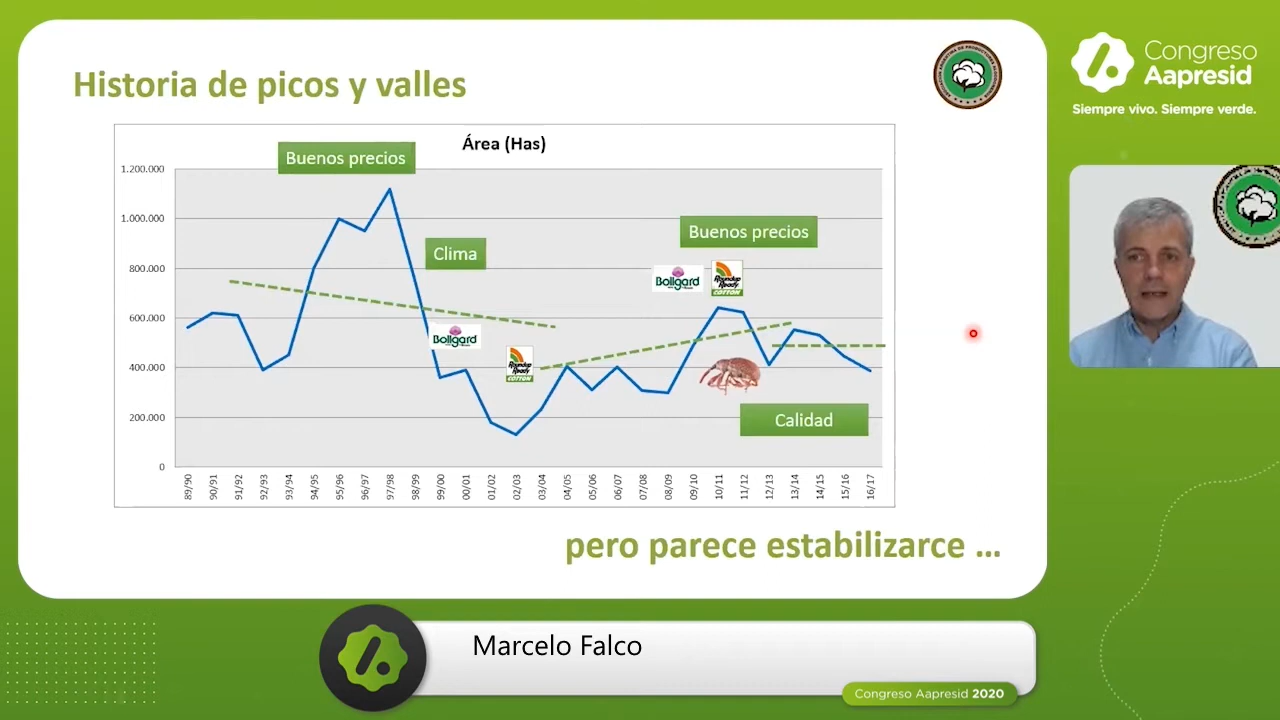 Historia de picos y valles
Congreso
Aapresid
Siempre vivo. Siempre verde.
Área (Has)
Buenos precios
Clima
Buenos precios
Bollgard
Roundup
Ready
COTTON
Bollgard
Roundup
Ready
COTTON
Calidad
1.200.000
1.000.000
800.000
600.000
400.000
200.000
0
89/90
90/91
91/92
92/93
93/94
94/95
95/96
96/97
97/98
98/99
99/00
00/01
01/02
02/03
03/04
04/05
05/06
06/07
07/08
08/09
09/10
10/11
11/12
12/13
13/14
14/15
15/16
16/17
pero parece estabilizarce ...
Marcelo Falco
Congreso Aapresid 2020